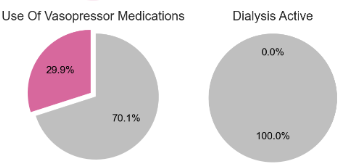 Use Of Vasopressor Medications
Dialysis Active
29.9%
70.1%
0.0%
100.0%